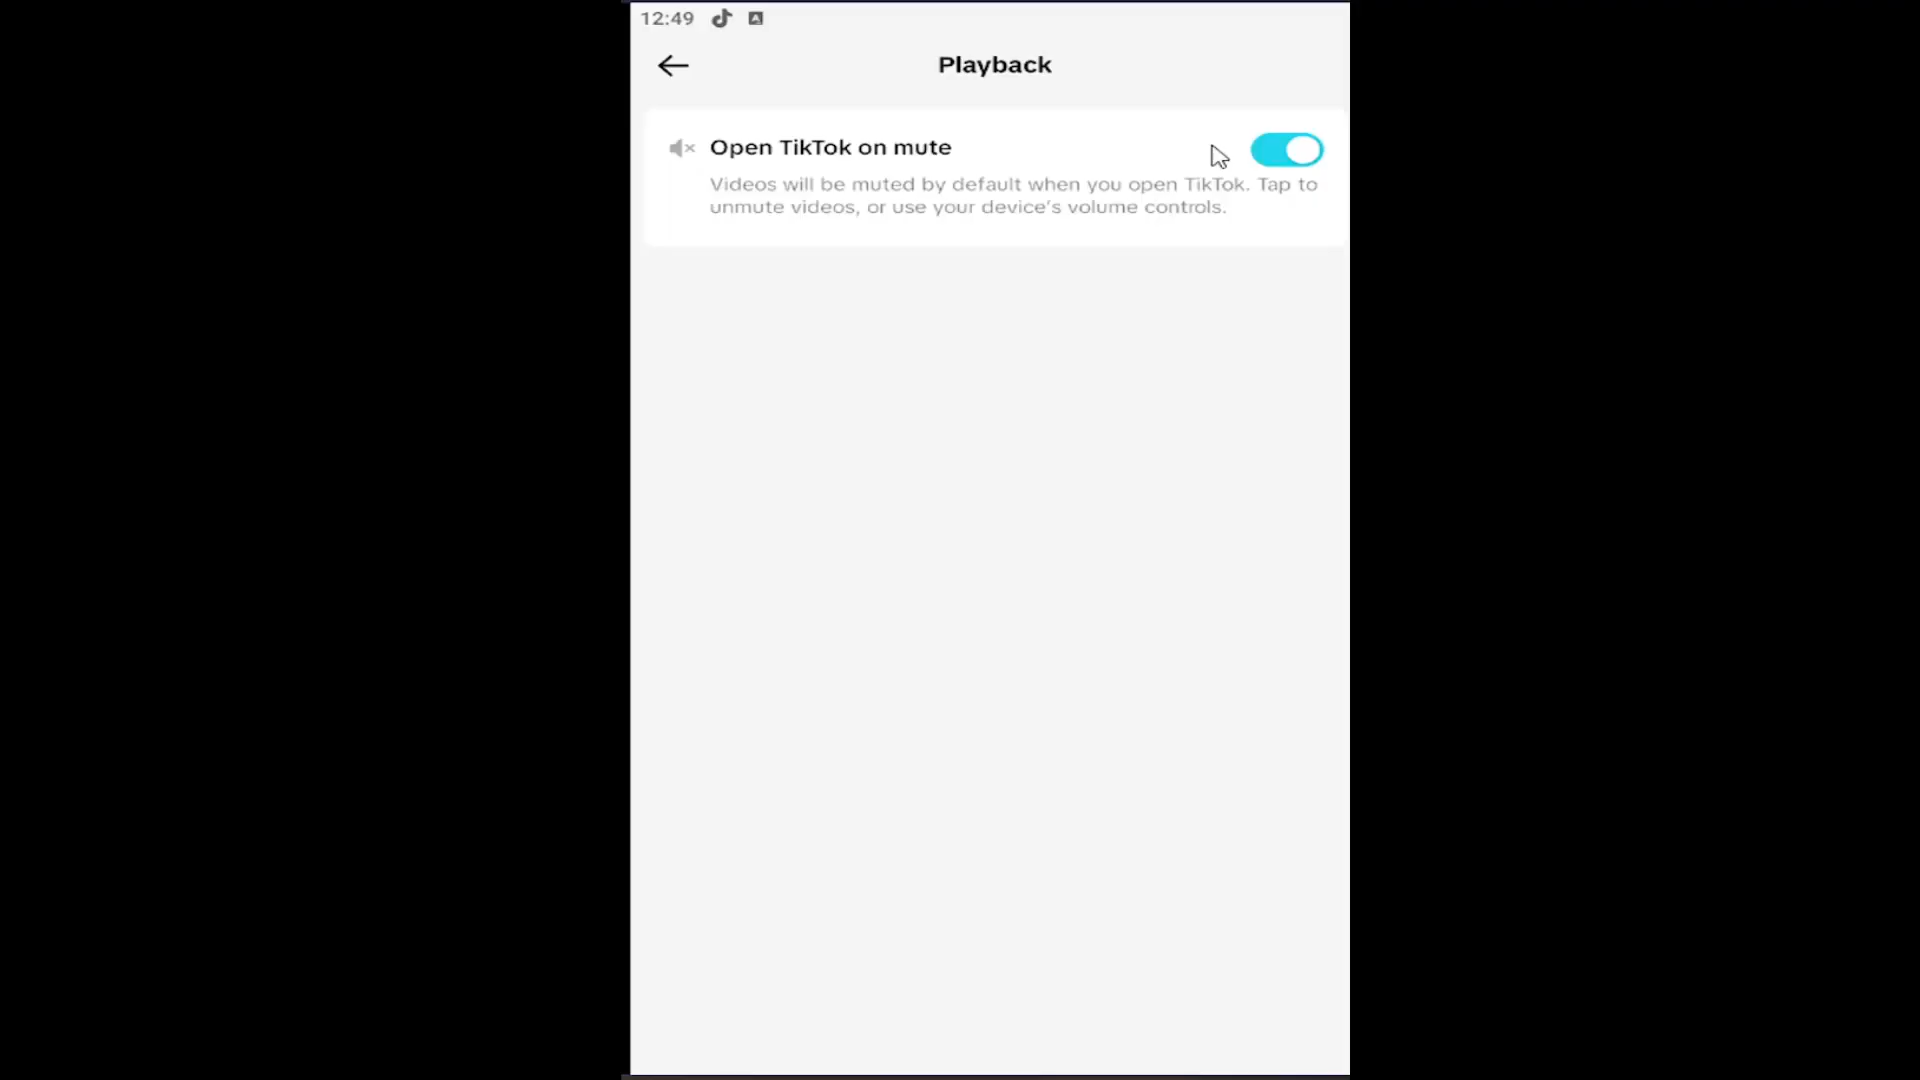 12:49
Playback
Open TikTok on mute
Videos will be muted by default when you open TikTok. Tap to
unmute videos, or use your device's volume controls.